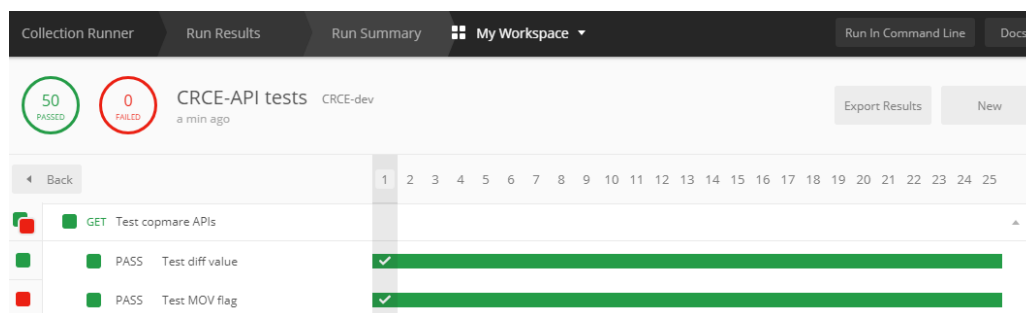 Collection Runner Run Results Run Summary My Workspace Run In Command Line Docs
50 PASSED 0 FAILED CRCE-API tests CRCE-dev Export Results New
a min ago
Back 1 2 3 4 5 6 7 8 9 10 11 12 13 14 15 16 17 18 19 20 21 22 23 24 25
GET Test copmare APIs
PASS Test diff value
PASS Test MOV flag